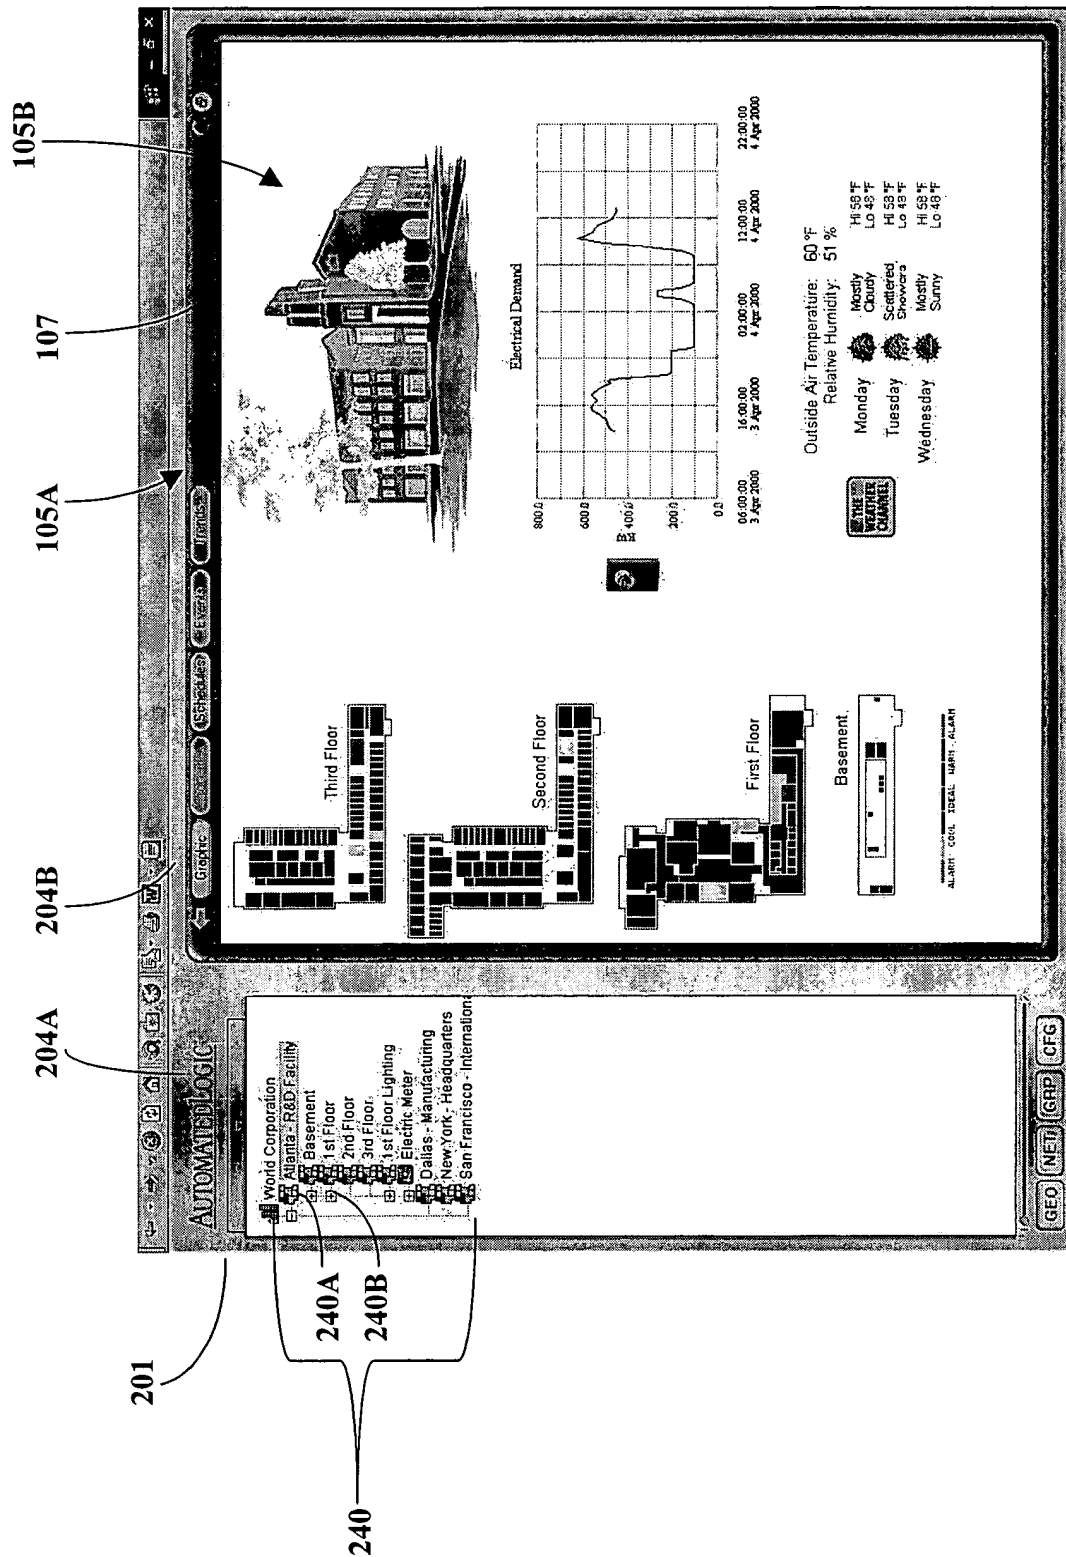 201
204A
204B
105A
107
105B
AUTOMATEDLOGIC
World Corporation
Atlanta - R&D Facility
Basement
1st Floor
2nd Floor
3rd Floor
1st Floor Lighting
Electric Meter
Dallas - Manufacturing
New York - Headquarters
San Francisco - Internationa
240A
240B
240
GEO
NET
GRP
CFG
Graphic
Schedules
Events
Trends
Third Floor
Second Floor
First Floor
Basement
ALARM COOL IDEAL WARM ALARM
Electrical Demand
800.0
600.0
400.0
200.0
0.0
06:00:00
3 Apr 2000
16:00:00
3 Apr 2000
02:00:00
4 Apr 2000
12:00:00
4 Apr 2000
22:00:00
4 Apr 2000
Outside Air Temperature: 60 °F
Relative Humidity: 51 %
THE
WEATHER
CHANNEL
Monday Mostly Cloudy Hi 58 °F Lo 48 °F
Tuesday Scattered Showers Hi 58 °F Lo 48 °F
Wednesday Mostly Sunny Hi 58 °F Lo 48 °F